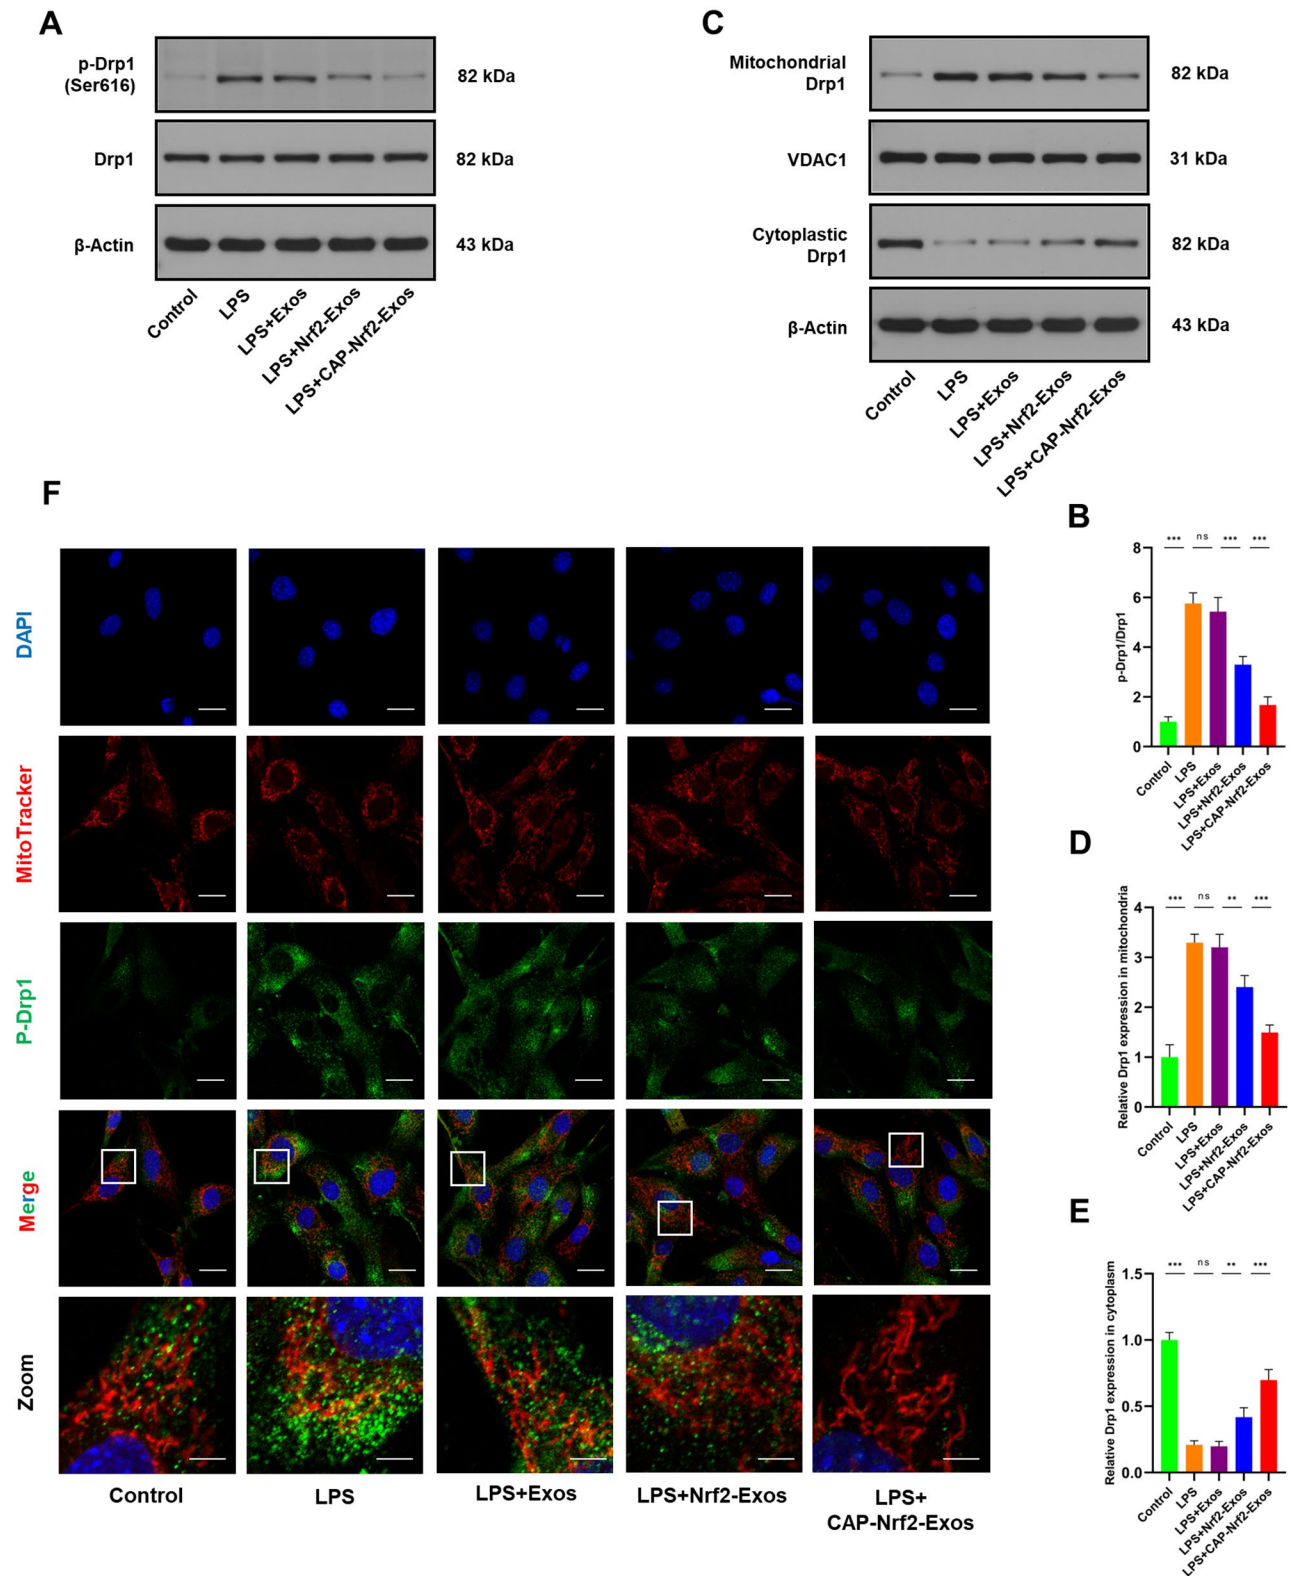 A
p-Drp1
(Ser616)
82 kDa
Drp1
82 kDa
β-Actin
43 kDa
Control
LPS
LPS+Exos
LPS+Nrf2-Exos
LPS+CAP-Nrf2-Exos
C
Mitochondrial
Drp1
82 kDa
VDAC1
31 kDa
Cytoplastic
Drp1
82 kDa
β-Actin
43 kDa
Control
LPS
LPS+Exos
LPS+Nrf2-Exos
LPS+CAP-Nrf2-Exos
F
DAPI
MitoTracker
P-Drp1
Merge
Zoom
Control
LPS
LPS+Exos
LPS+Nrf2-Exos
LPS+
CAP-Nrf2-Exos
B
*** ns *** ***
8
6
4
2
0
p-Drp1/Drp1
Control
LPS
LPS+Exos
LPS+Nrf2-Exos
LPS+CAP-Nrf2-Exos
D
*** ns ** ***
4
3
2
1
0
Relative Drp1 expression in mitochondria
Control
LPS
LPS+Exos
LPS+Nrf2-Exos
LPS+CAP-Nrf2-Exos
E
*** ns ** ***
1.5
1.0
0.5
0.0
Relative Drp1 expression in cytoplasm
Control
LPS
LPS+Exos
LPS+Nrf2-Exos
LPS+CAP-Nrf2-Exos